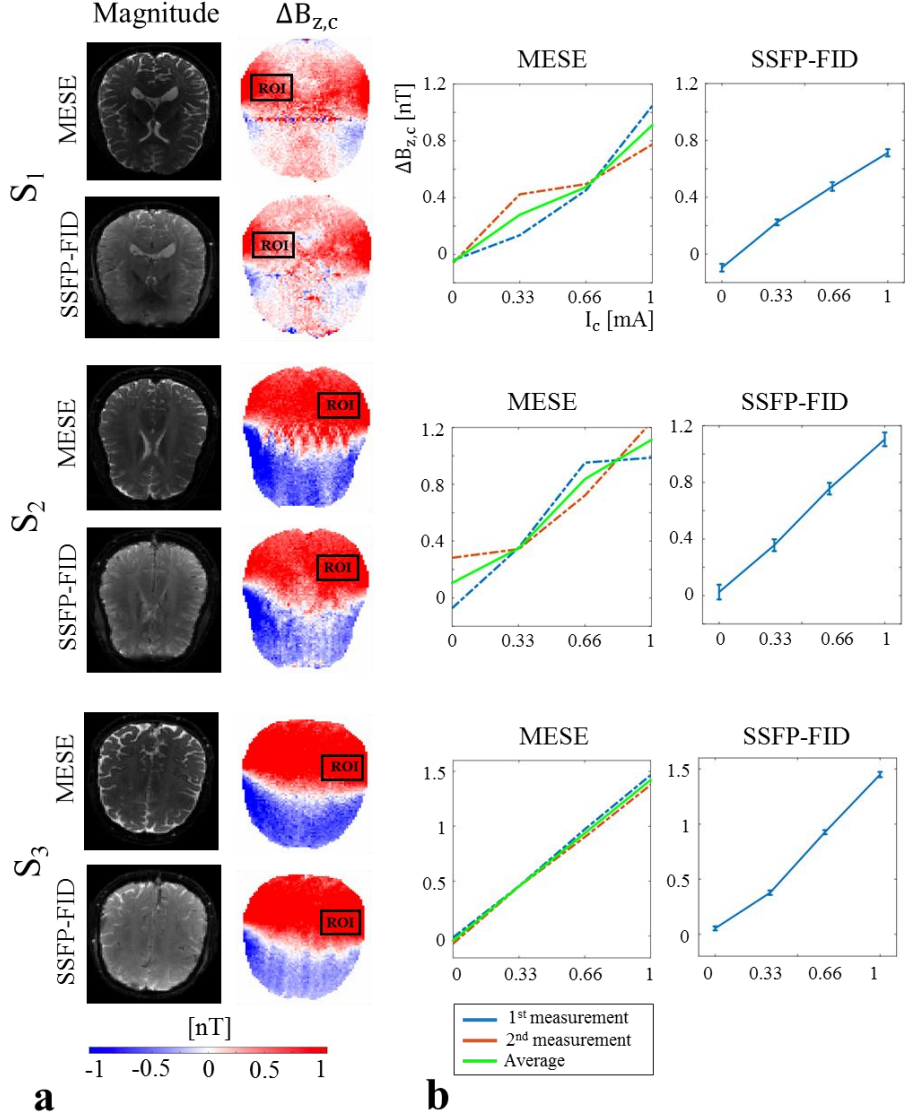 Magnitude ΔB_z,c
S₁
MESE
ROI
SSFP-FID
ROI
S₂
MESE
ROI
SSFP-FID
ROI
S₃
MESE
ROI
SSFP-FID
ROI
[nT]
-1 -0.5 0 0.5 1
a
MESE
ΔB_z,c [nT]
1.2
0.8
0.4
0
0 0.33 0.66 1
I_c [mA]
SSFP-FID
1.2
0.8
0.4
0
0 0.33 0.66 1
MESE
1.2
0.8
0.4
0
0 0.33 0.66 1
SSFP-FID
1.2
0.8
0.4
0
0 0.33 0.66 1
MESE
1.5
1
0.5
0
0 0.33 0.66 1
SSFP-FID
1.5
1
0.5
0
0 0.33 0.66 1
1ˢᵗ measurement
2ⁿᵈ measurement
Average
b